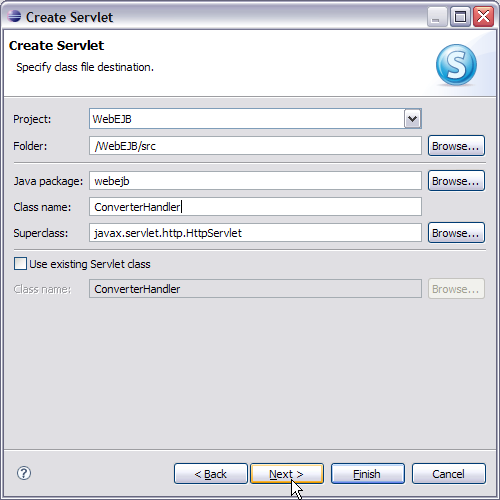 Create Servlet
Create Servlet
Specify class file destination.
S
Project: WebEJB
Folder: /WebEJB/src Browse...
Java package: webejb Browse...
Class name: ConverterHandler
Superclass: javax.servlet.http.HttpServlet Browse...
Use existing Servlet class
Class name: ConverterHandler Browse...
? < Back Next > Finish Cancel